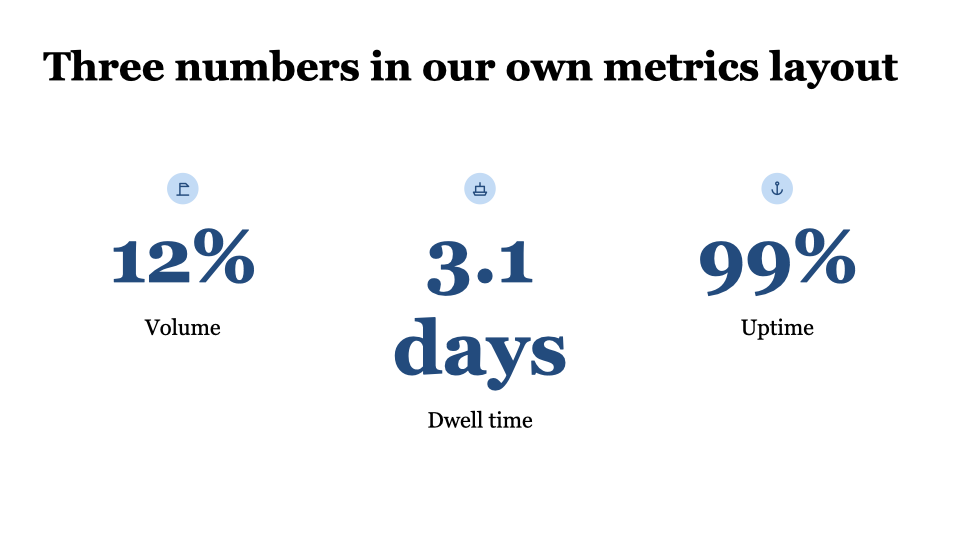 Three numbers in our own metrics layout
12%
Volume
3.1
days
Dwell time
99%
Uptime